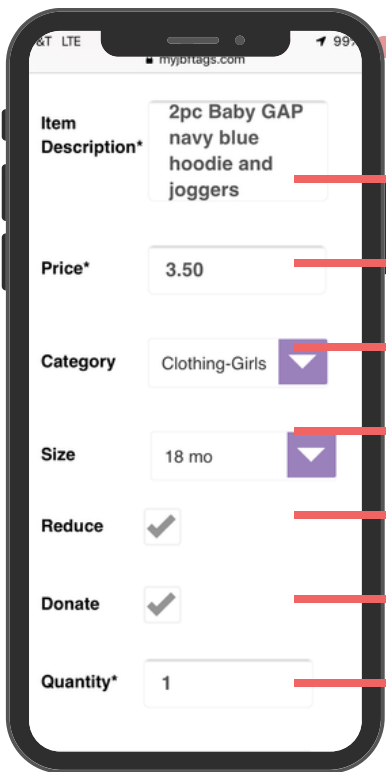 LTE
99%
myjbftags.com
Item
Description*
2pc Baby GAP
navy blue
hoodie and
joggers
Price*
3.50
Category
Clothing-Girls
Size
18 mo
Reduce
Donate
Quantity*
1